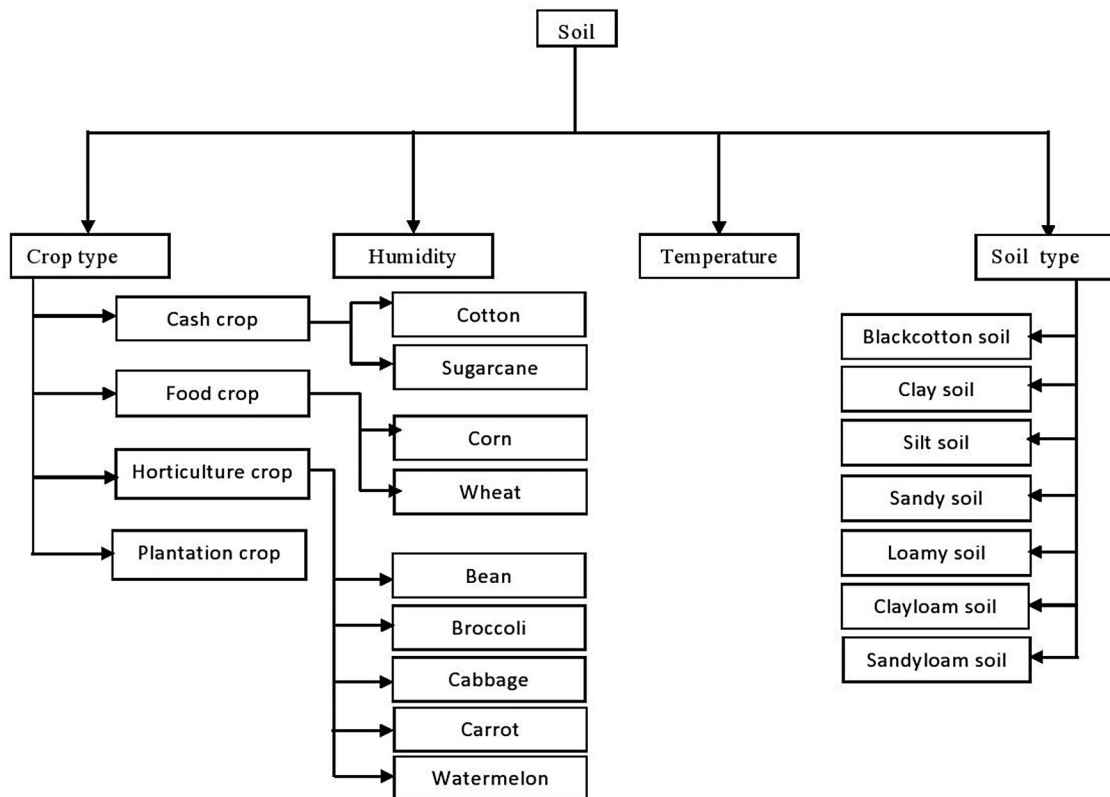 Soil
Crop type
Humidity
Temperature
Soil type
Cash crop
Food crop
Horticulture crop
Plantation crop
Cotton
Sugarcane
Corn
Wheat
Bean
Broccoli
Cabbage
Carrot
Watermelon
Blackcotton soil
Clay soil
Silt soil
Sandy soil
Loamy soil
Clayloam soil
Sandyloam soil